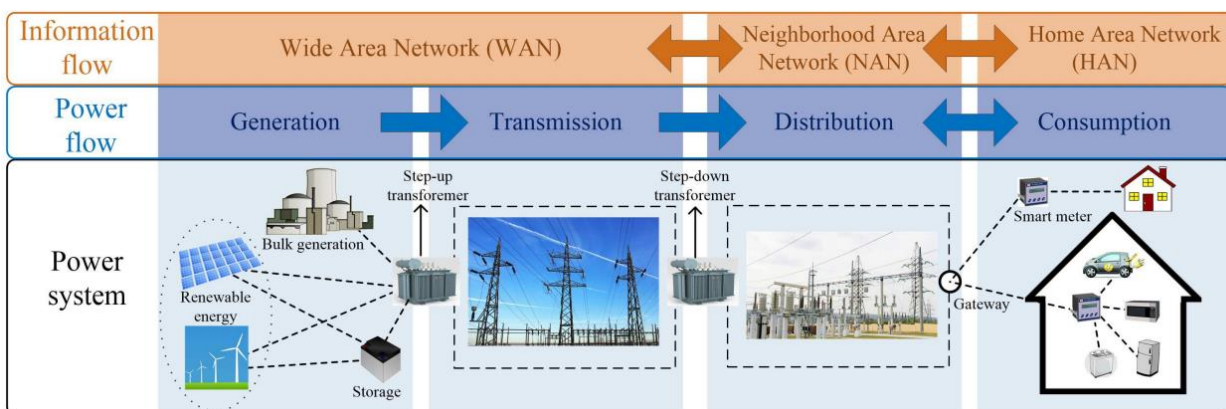 Information
flow
Wide Area Network (WAN)
Neighborhood Area
Network (NAN)
Home Area Network
(HAN)
Power
flow
Generation
Transmission
Distribution
Consumption
Power
system
Bulk generation
Renewable
energy
Storage
Step-up
transforemer
Step-down
transforemer
Gateway
Smart meter